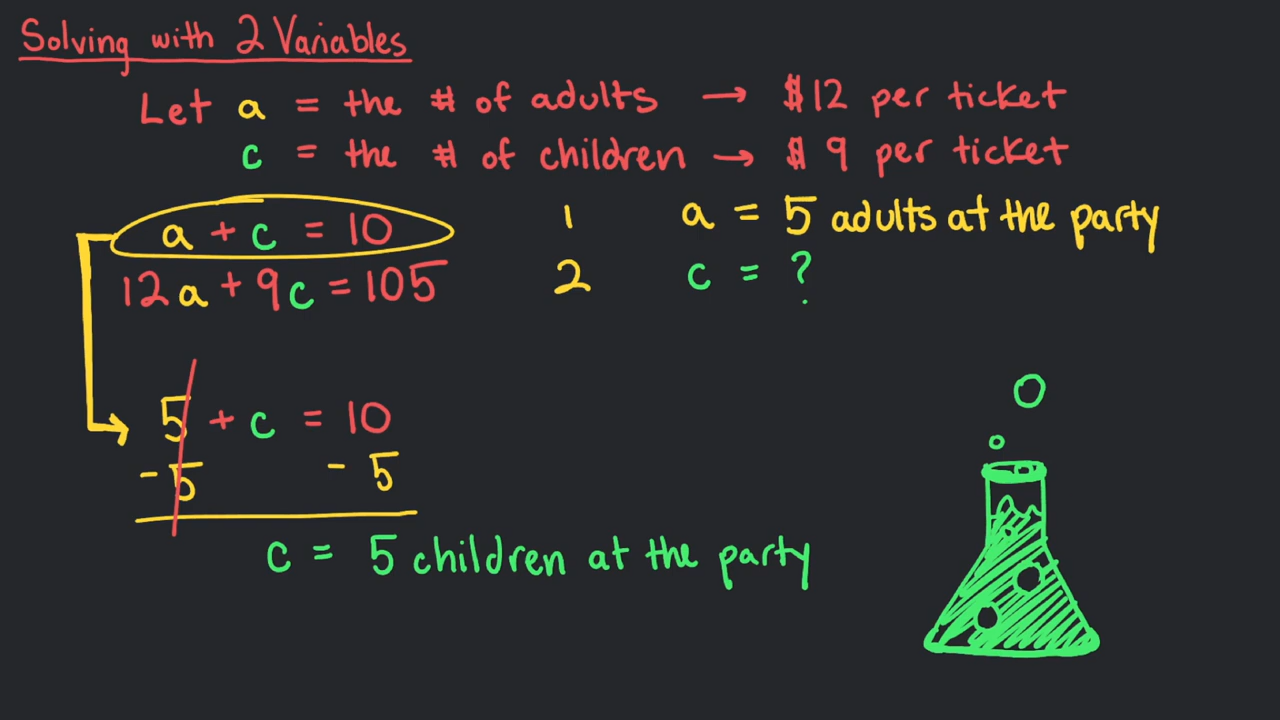 Solving with 2 Variables
Let a = the # of adults → $12 per ticket
c = the # of children → $ 9 per ticket
a + c = 10 1 a = 5 adults at the party
12a + 9c = 105 2 c = ?
5 + c = 10
- 5 - 5
c = 5 children at the party